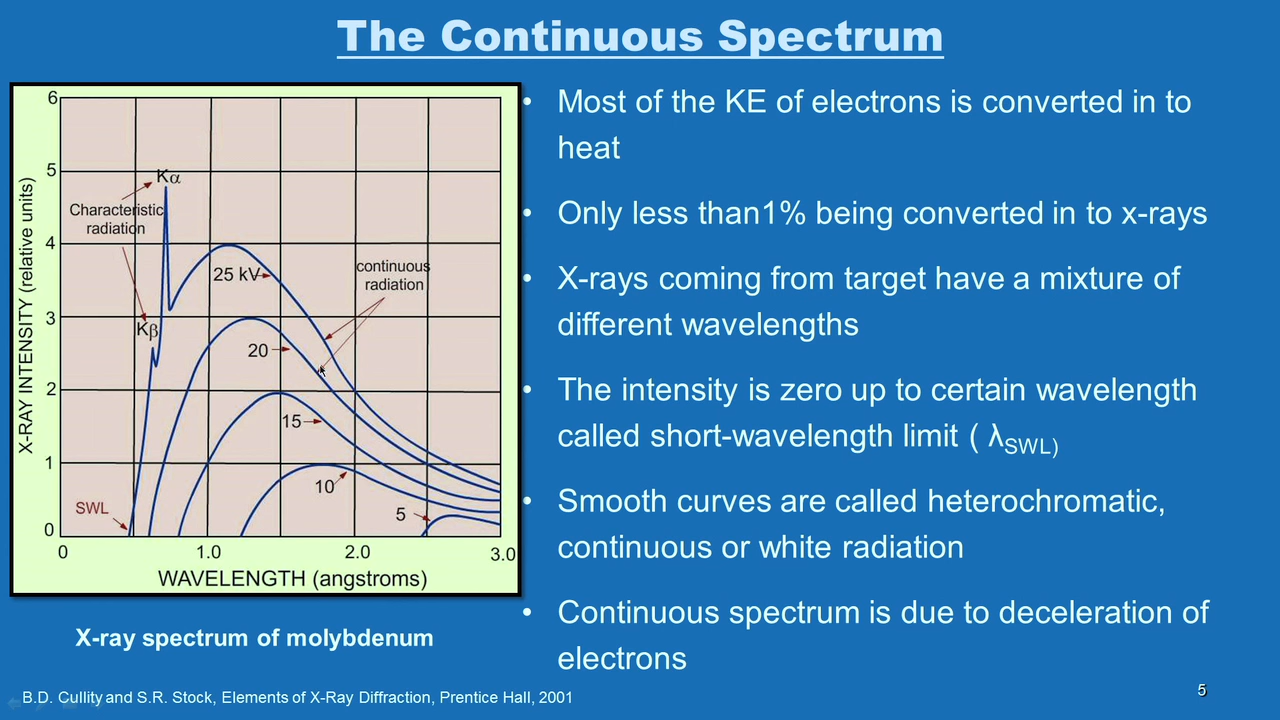 The Continuous Spectrum
6
5
4
3
2
1
0
0
1.0
2.0
3.0
X-RAY INTENSITY (relative units)
WAVELENGTH (angstroms)
Kα
Characteristic
radiation
Kβ
25 kV
continuous
radiation
20
15
10
5
SWL
X-ray spectrum of molybdenum
• Most of the KE of electrons is converted in to
heat
• Only less than1% being converted in to x-rays
• X-rays coming from target have a mixture of
different wavelengths
• The intensity is zero up to certain wavelength
called short-wavelength limit ( λSWL)
• Smooth curves are called heterochromatic,
continuous or white radiation
• Continuous spectrum is due to deceleration of
electrons
B.D. Cullity and S.R. Stock, Elements of X-Ray Diffraction, Prentice Hall, 2001
5